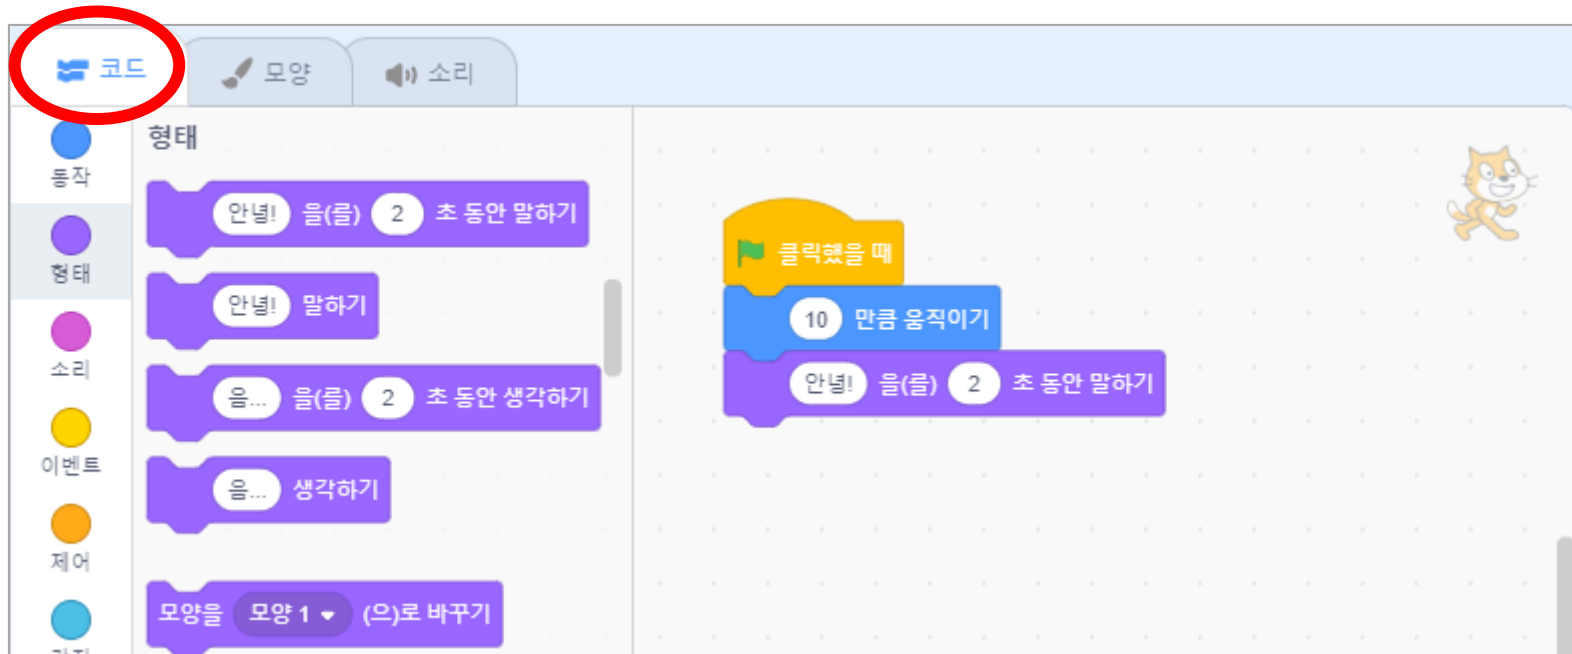 코드
모양
소리
동작
형태
소리
이벤트
제어
형태
안녕! 을(를) 2 초 동안 말하기
안녕! 말하기
음... 을(를) 2 초 동안 생각하기
음... 생각하기
모양을 모양 1 (으)로 바꾸기
클릭했을 때
10 만큼 움직이기
안녕! 을(를) 2 초 동안 말하기